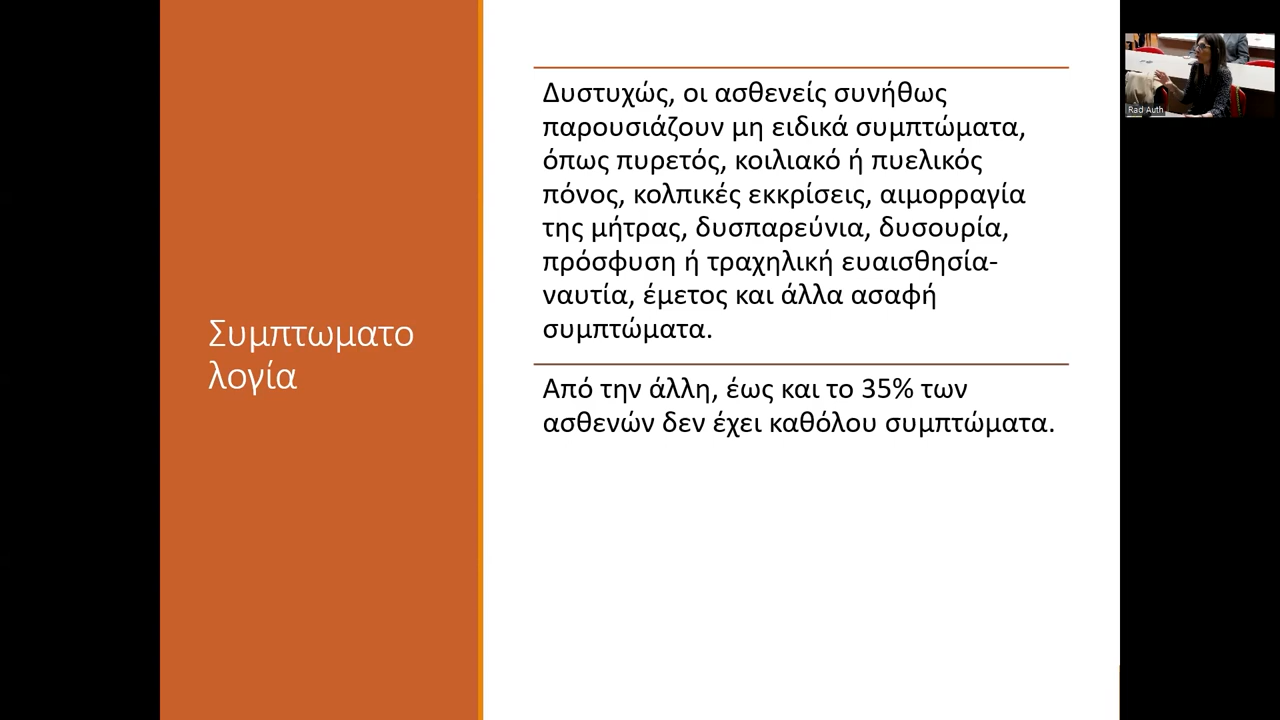 Συμπτωματο
λογία
Δυστυχώς, οι ασθενείς συνήθως
παρουσιάζουν μη ειδικά συμπτώματα,
όπως πυρετός, κοιλιακό ή πυελικός
πόνος, κολπικές εκκρίσεις, αιμορραγία
της μήτρας, δυσπαρεύνια, δυσουρία,
πρόσφυση ή τραχηλική ευαισθησία-
ναυτία, έμετος και άλλα ασαφή
συμπτώματα.
Από την άλλη, έως και το 35% των
ασθενών δεν έχει καθόλου συμπτώματα.
Rad Auth